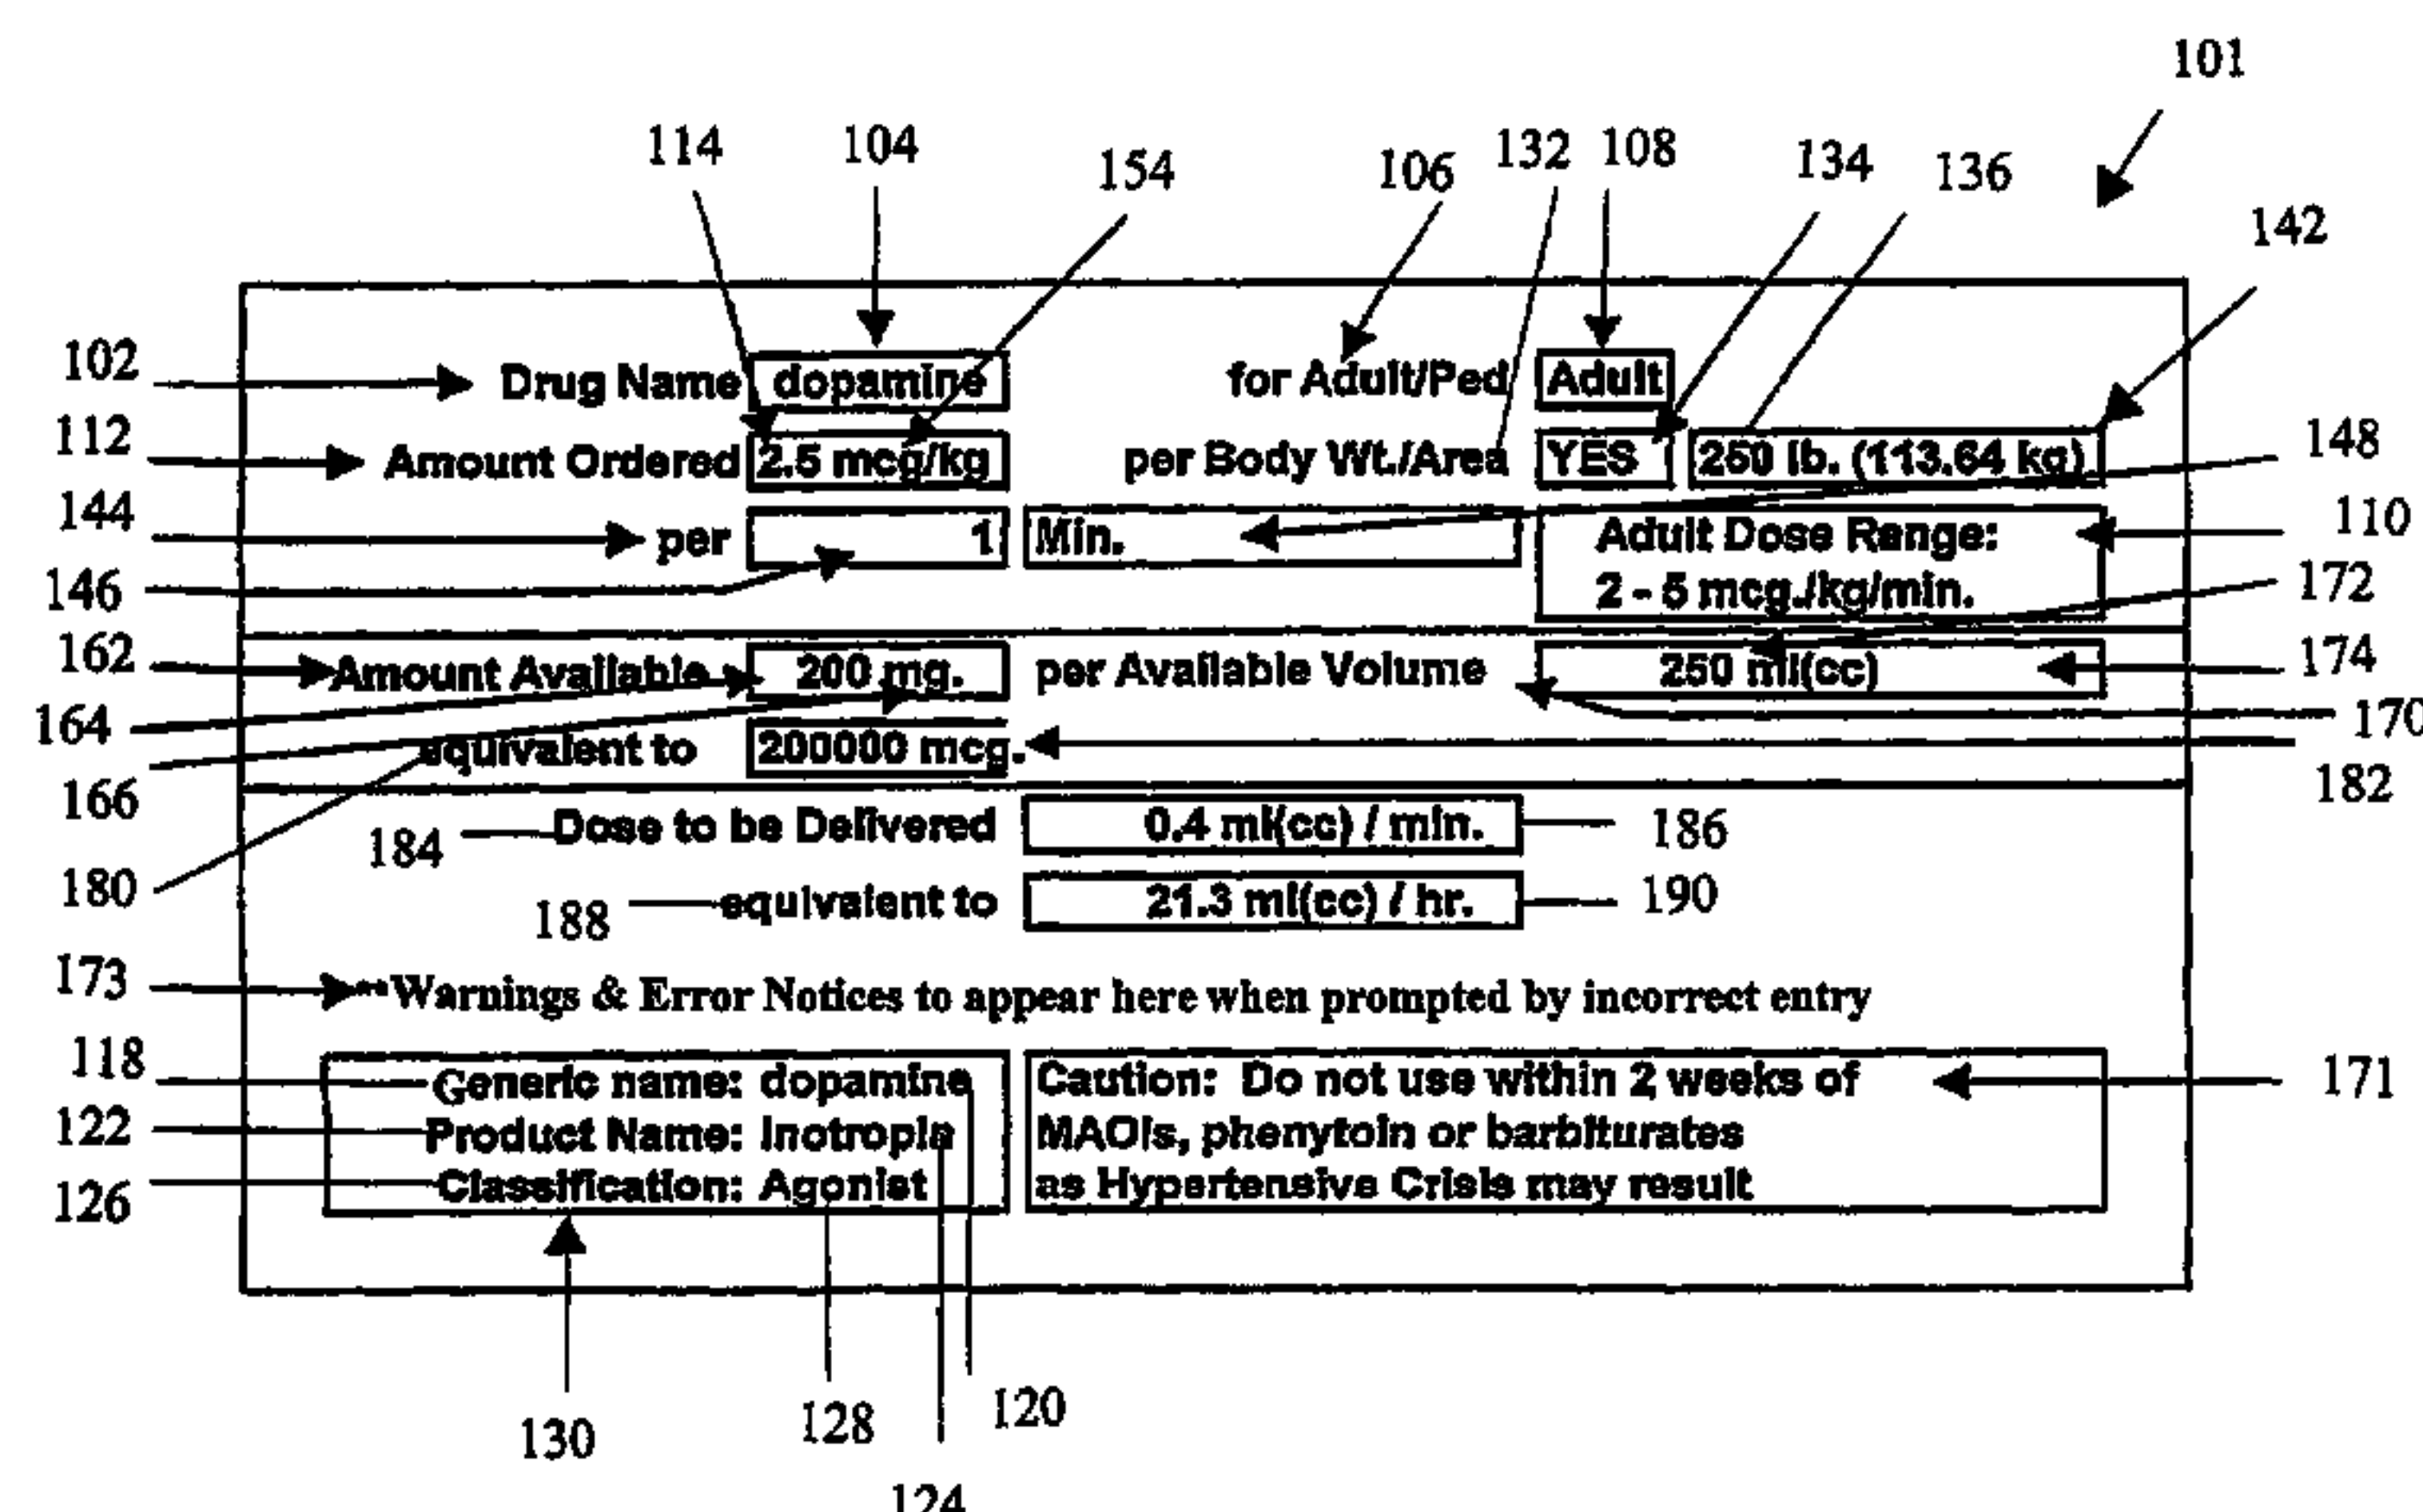 101
114 104 154 106 132 108 134 136
142
102 Drug Name dopamine for Adult/Ped Adult
112 Amount Ordered 2.5 mcg/kg per Body Wt./Area YES 250 lb. (113.64 kg) 148
144 per 1 Min. Adult Dose Range: 110
146 2 - 5 mcg./kg/min. 172
162 Amount Available 200 mg. per Available Volume 250 ml(cc) 174
164 170
166 equivalent to 200000 mcg. 182
184 Dose to be Delivered 0.4 ml(cc) / min. 186
180 188 equivalent to 21.3 ml(cc) / hr. 190
173 Warnings & Error Notices to appear here when prompted by incorrect entry
118 Generic name: dopamine Caution: Do not use within 2 weeks of 171
122 Product Name: Inotropin MAOIs, phenytoin or barbiturates
126 Classification: Agonist as Hypertensive Crisis may result
130 128 120
124